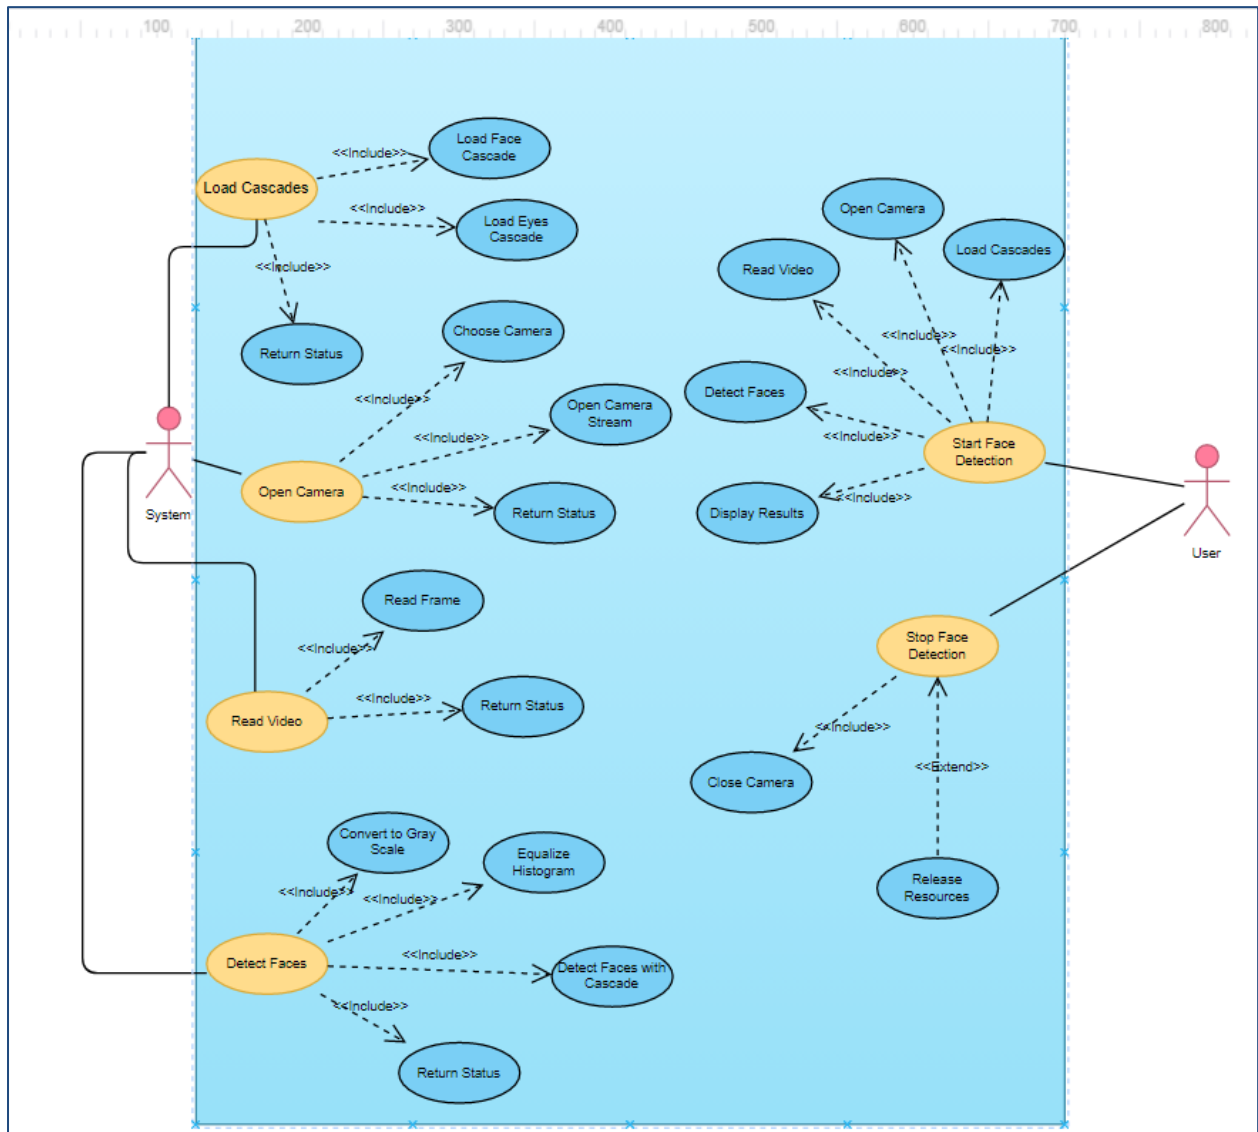 100 200 300 400 500 600 700 800
Load Face
Cascade
<<Include>>
Load Cascades
<<Include>>
Load Eyes
Cascade
<<Include>>
Return Status
Choose Camera
<<Include>>
Open Camera
Stream
<<Include>>
Open Camera
<<Include>>
Return Status
System
Read Frame
<<Include>>
Read Video
<<Include>>
Return Status
Convert to Gray
Scale
<<Include>>
Equalize
Histogram
<<Include>>
Detect Faces
<<Include>>
Detect Faces with
Cascade
<<Include>>
Return Status
Open Camera
Load Cascades
Read Video
<<Include>>
<<Include>>
<<Include>>
Detect Faces
<<Include>>
Start Face
Detection
Display Results
<<Include>>
User
Stop Face
Detection
<<Include>>
Close Camera
<<Extend>>
Release
Resources